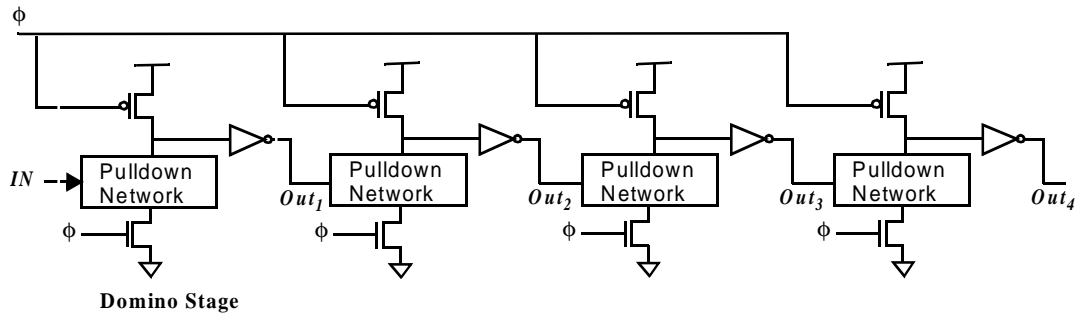 ϕ
Pulldown
Network
Pulldown
Network
Pulldown
Network
Pulldown
Network
IN
Out1
Out2
Out3
Out4
ϕ
ϕ
ϕ
ϕ
Domino Stage